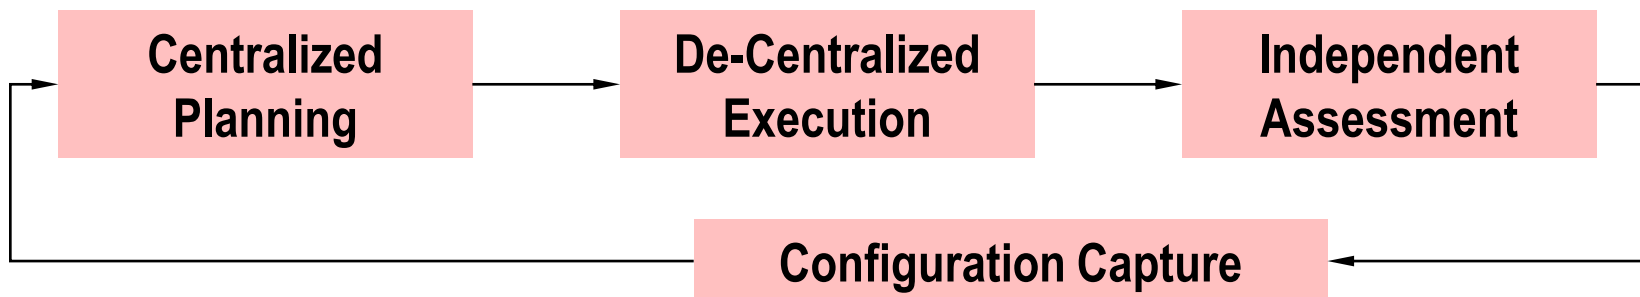 Centralized
Planning
De-Centralized
Execution
Independent
Assessment
Configuration Capture